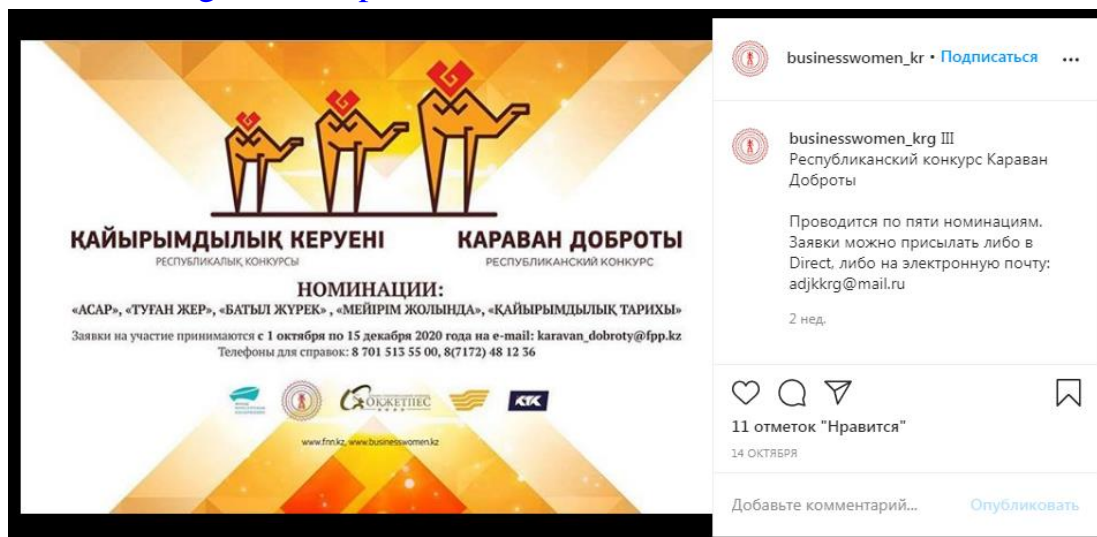 ҚАЙЫРЫМДЫЛЫҚ КЕРУЕНІ
РЕСПУБЛИКАЛЫҚ КОНКУРСЫ
КАРАВАН ДОБРОТЫ
РЕСПУБЛИКАНСКИЙ КОНКУРС
НОМИНАЦИИ:
«АСАР», «ТУҒАН ЖЕР», «БАТЫЛ ЖҮРЕК» , «МЕЙІРІМ ЖОЛЫНДА», «ҚАЙЫРЫМДЫЛЫҚ ТАРИХЫ»
Заявки на участие принимаются с 1 октября по 15 декабря 2020 года на e-mail: karavan_dobroty@fpp.kz
Телефоны для справок: 8 701 513 55 00, 8(7172) 48 12 36
ОКЖЕТПЕС
КТК
www.fnn.kz, www.businesswomen.kz
businesswomen_kr • Подписаться
businesswomen_krg III
Республиканский конкурс Караван
Доброты
Проводится по пяти номинациям.
Заявки можно присылать либо в
Direct, либо на электронную почту:
adjkkrg@mail.ru
2 нед.
11 отметок "Нравится"
14 ОКТЯБРЯ
Добавьте комментарий...
Опубликовать